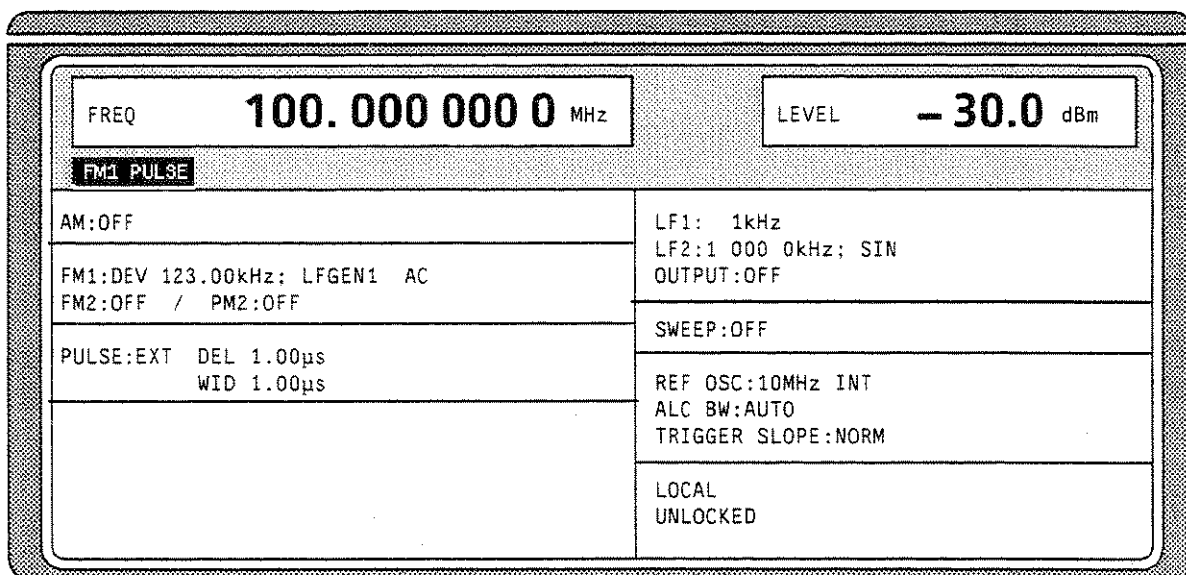 FREQ 100. 000 000 0 MHz
LEVEL – 30.0 dBm
FM1 PULSE
AM:OFF
FM1:DEV 123.00kHz; LFGEN1 AC
FM2:OFF / PM2:OFF
PULSE:EXT DEL 1.00µs
WID 1.00µs
LF1: 1kHz
LF2:1 000 0kHz; SIN
OUTPUT:OFF
SWEEP:OFF
REF OSC:10MHz INT
ALC BW:AUTO
TRIGGER SLOPE:NORM
LOCAL
UNLOCKED